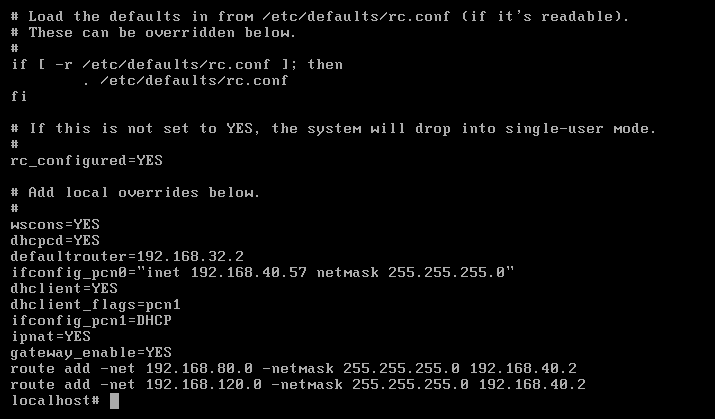 # Load the defaults in from /etc/defaults/rc.conf (if it's readable).
# These can be overridden below.
#
if [ -r /etc/defaults/rc.conf ]; then
        . /etc/defaults/rc.conf
fi

# If this is not set to YES, the system will drop into single-user mode.
#
rc_configured=YES

# Add local overrides below.
#
wscons=YES
dhcpcd=YES
defaultrouter=192.168.32.2
ifconfig_pcn0="inet 192.168.40.57 netmask 255.255.255.0"
dhclient=YES
dhclient_flags=pcn1
ifconfig_pcn1=DHCP
ipnat=YES
gateway_enable=YES
route add -net 192.168.80.0 -netmask 255.255.255.0 192.168.40.2
route add -net 192.168.120.0 -netmask 255.255.255.0 192.168.40.2
localhost#